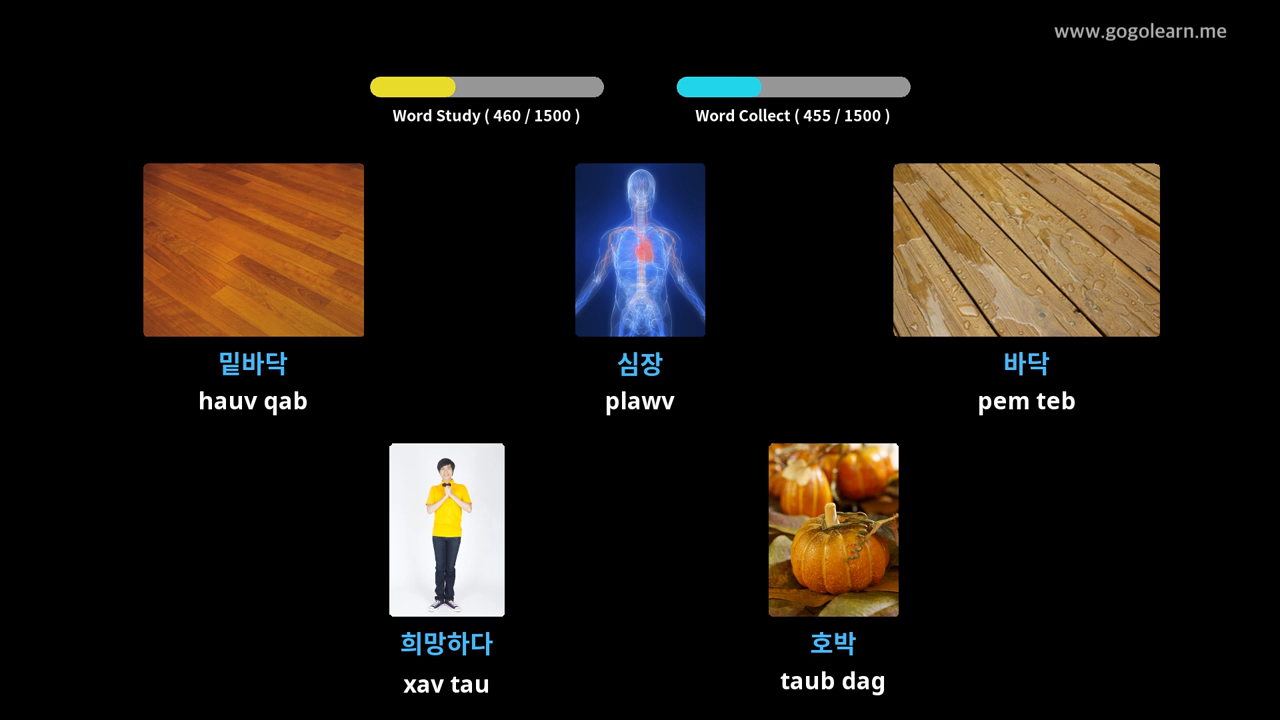 www.gogolearn.me
Word Study ( 460 / 1500 )
Word Collect ( 455 / 1500 )
밑바닥
hauv qab
심장
plawv
바닥
pem teb
희망하다
xav tau
호박
taub dag